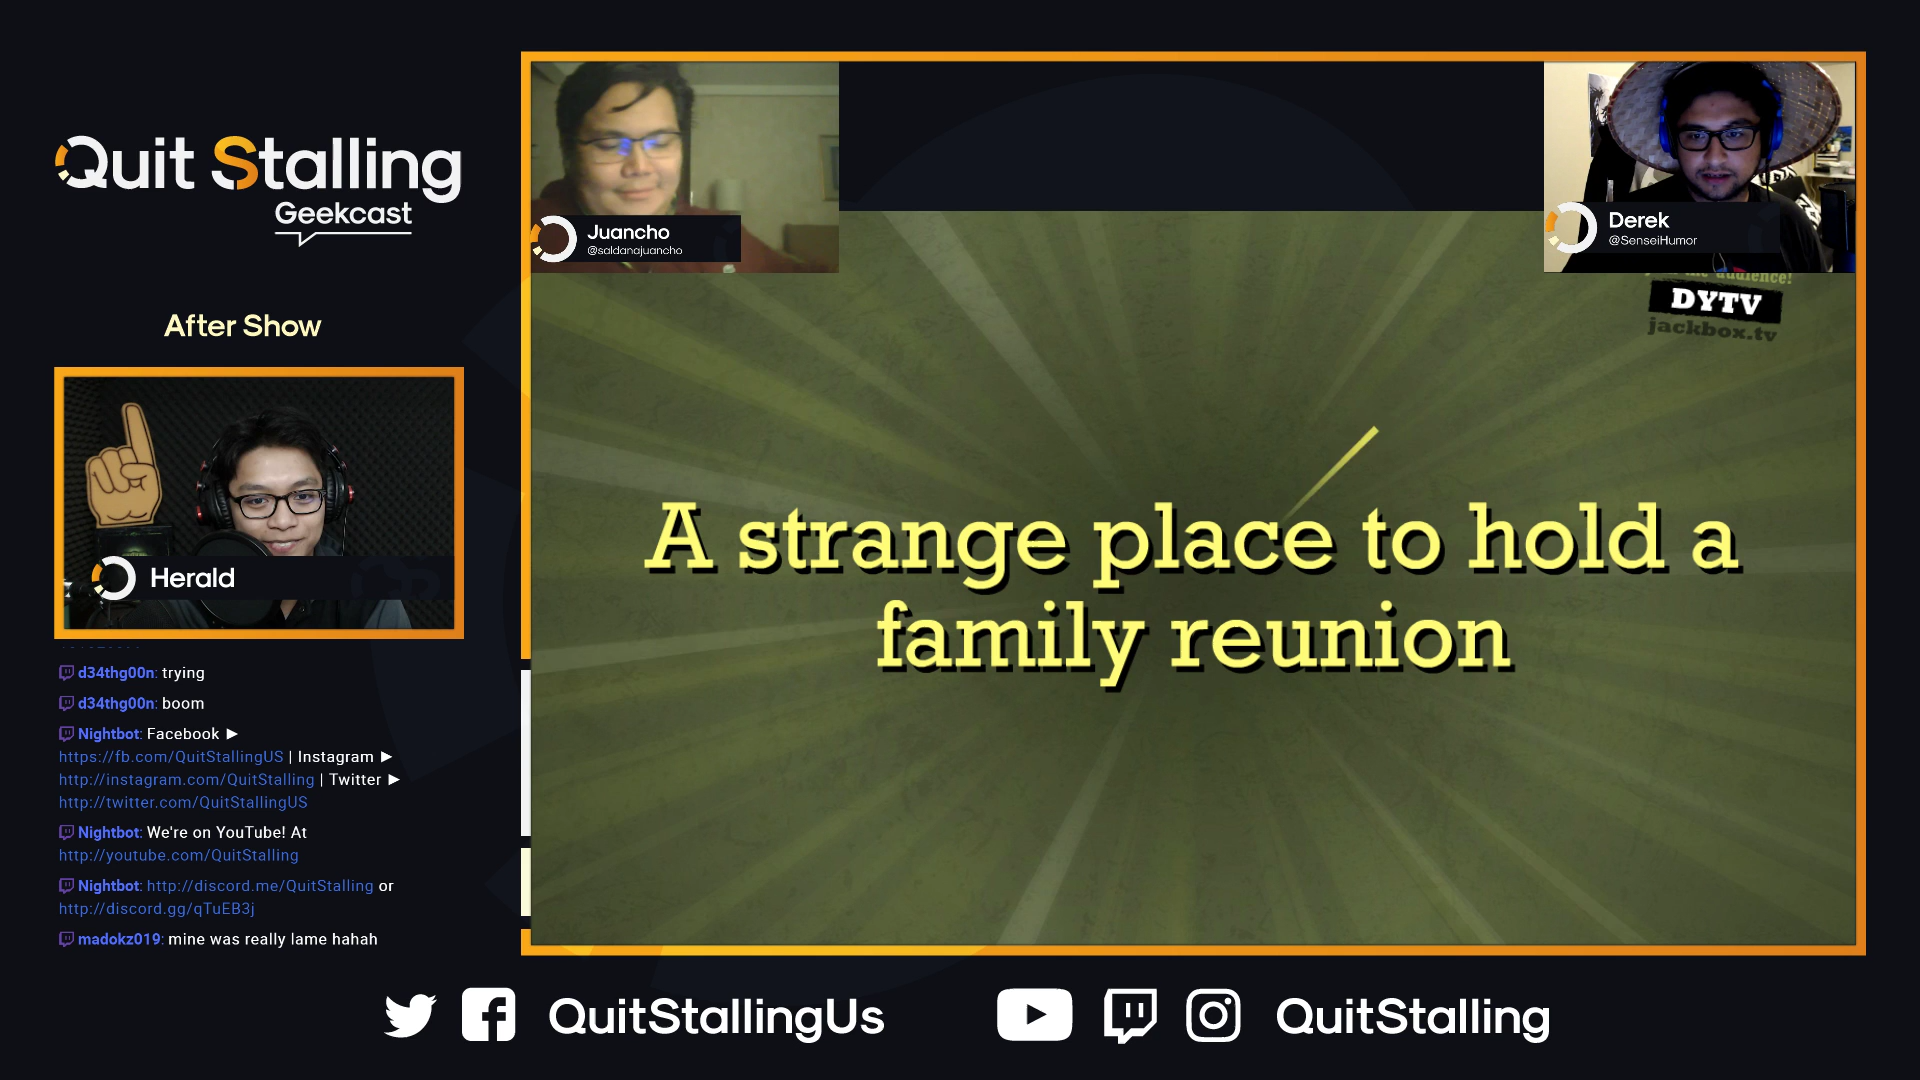 Quit Stalling
Geekcast
After Show
Herald
d34thg00n: trying
d34thg00n: boom
Nightbot: Facebook ►
https://fb.com/QuitStallingUS | Instagram ►
http://instagram.com/QuitStalling | Twitter ►
http://twitter.com/QuitStallingUS
Nightbot: We're on YouTube! At
http://youtube.com/QuitStalling
Nightbot: http://discord.me/QuitStalling or
http://discord.gg/qTuEB3j
madokz019: mine was really lame hahah
Juancho
@saldanajuancho
Derek
@SenseiHumor
audience!
DYTV
jackbox.tv
A strange place to hold a
family reunion
QuitStallingUs
QuitStalling